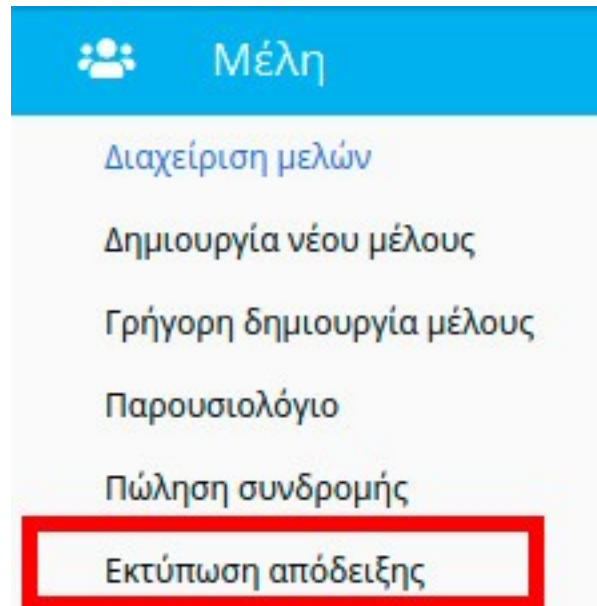 Μέλη
Διαχείριση μελών
Δημιουργία νέου μέλους
Γρήγορη δημιουργία μέλους
Παρουσιολόγιο
Πώληση συνδρομής
Εκτύπωση απόδειξης